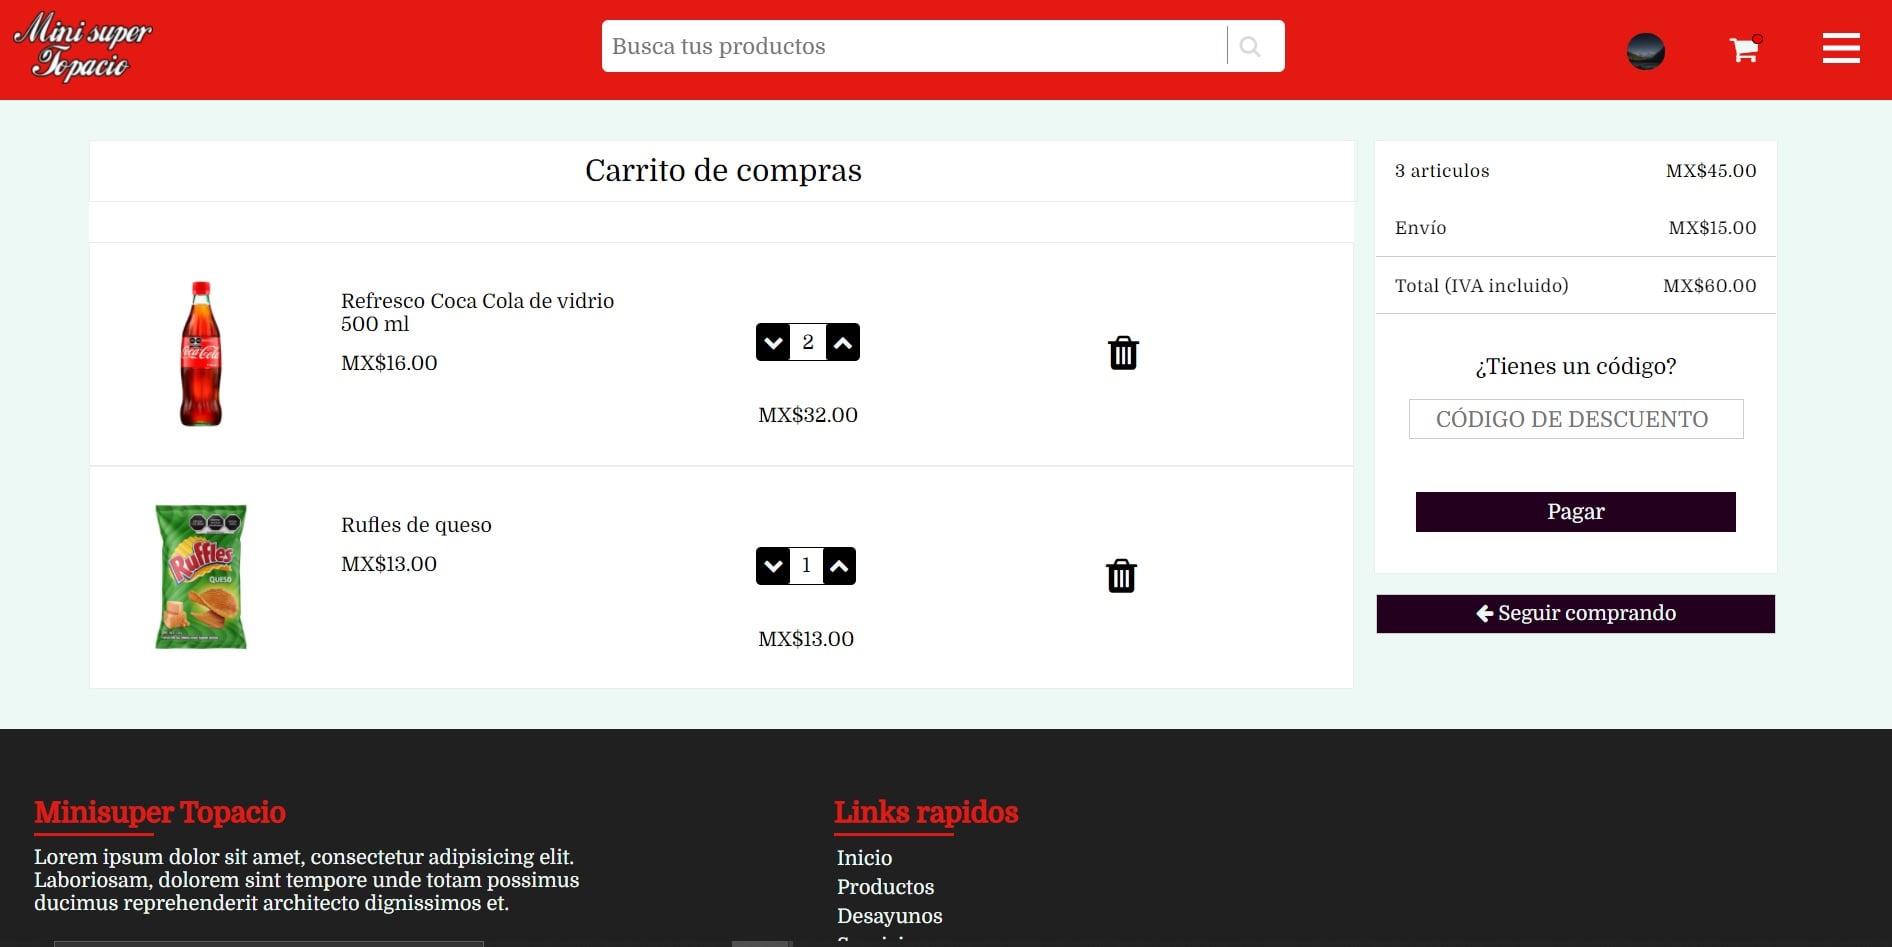 Mini super
Topacio
Busca tus productos
Carrito de compras
Refresco Coca Cola de vidrio
500 ml
MX$16.00
2
MX$32.00
Coca-Cola
Rufles de queso
MX$13.00
1
MX$13.00
Ruffles
QUESO
3 articulos MX$45.00
Envío MX$15.00
Total (IVA incluido) MX$60.00
¿Tienes un código?
CÓDIGO DE DESCUENTO
Pagar
Seguir comprando
Minisuper Topacio
Lorem ipsum dolor sit amet, consectetur adipisicing elit.
Laboriosam, dolorem sint tempore unde totam possimus
ducimus reprehenderit architecto dignissimos et.
Links rapidos
Inicio
Productos
Desayunos